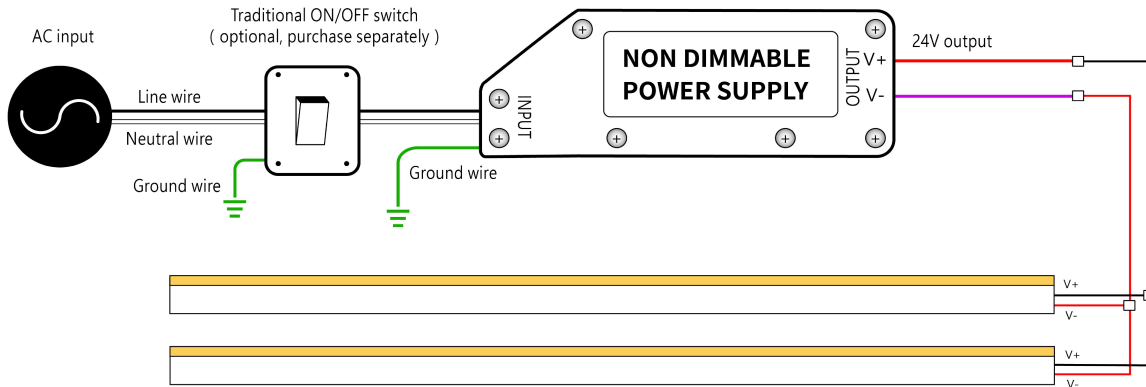 Traditional ON/OFF switch
( optional, purchase separately )
AC input
Line wire
Neutral wire
Ground wire
Ground wire
INPUT
NON DIMMABLE
POWER SUPPLY
OUTPUT
V+
V-
24V output
V+
V-
V+
V-